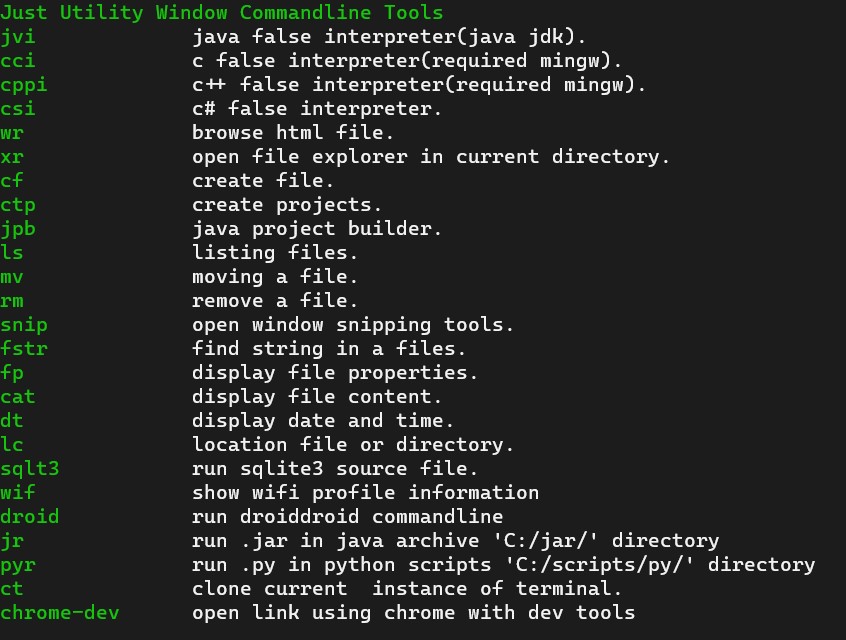 Just Utility Window Commandline Tools
jvi java false interpreter(java jdk).
cci c false interpreter(required mingw).
cppi c++ false interpreter(required mingw).
csi c# false interpreter.
wr browse html file.
xr open file explorer in current directory.
cf create file.
ctp create projects.
jpb java project builder.
ls listing files.
mv moving a file.
rm remove a file.
snip open window snipping tools.
fstr find string in a files.
fp display file properties.
cat display file content.
dt display date and time.
lc location file or directory.
sqlt3 run sqlite3 source file.
wif show wifi profile information
droid run droiddroid commandline
jr run .jar in java archive 'C:/jar/' directory
pyr run .py in python scripts 'C:/scripts/py/' directory
ct clone current  instance of terminal.
chrome-dev open link using chrome with dev tools